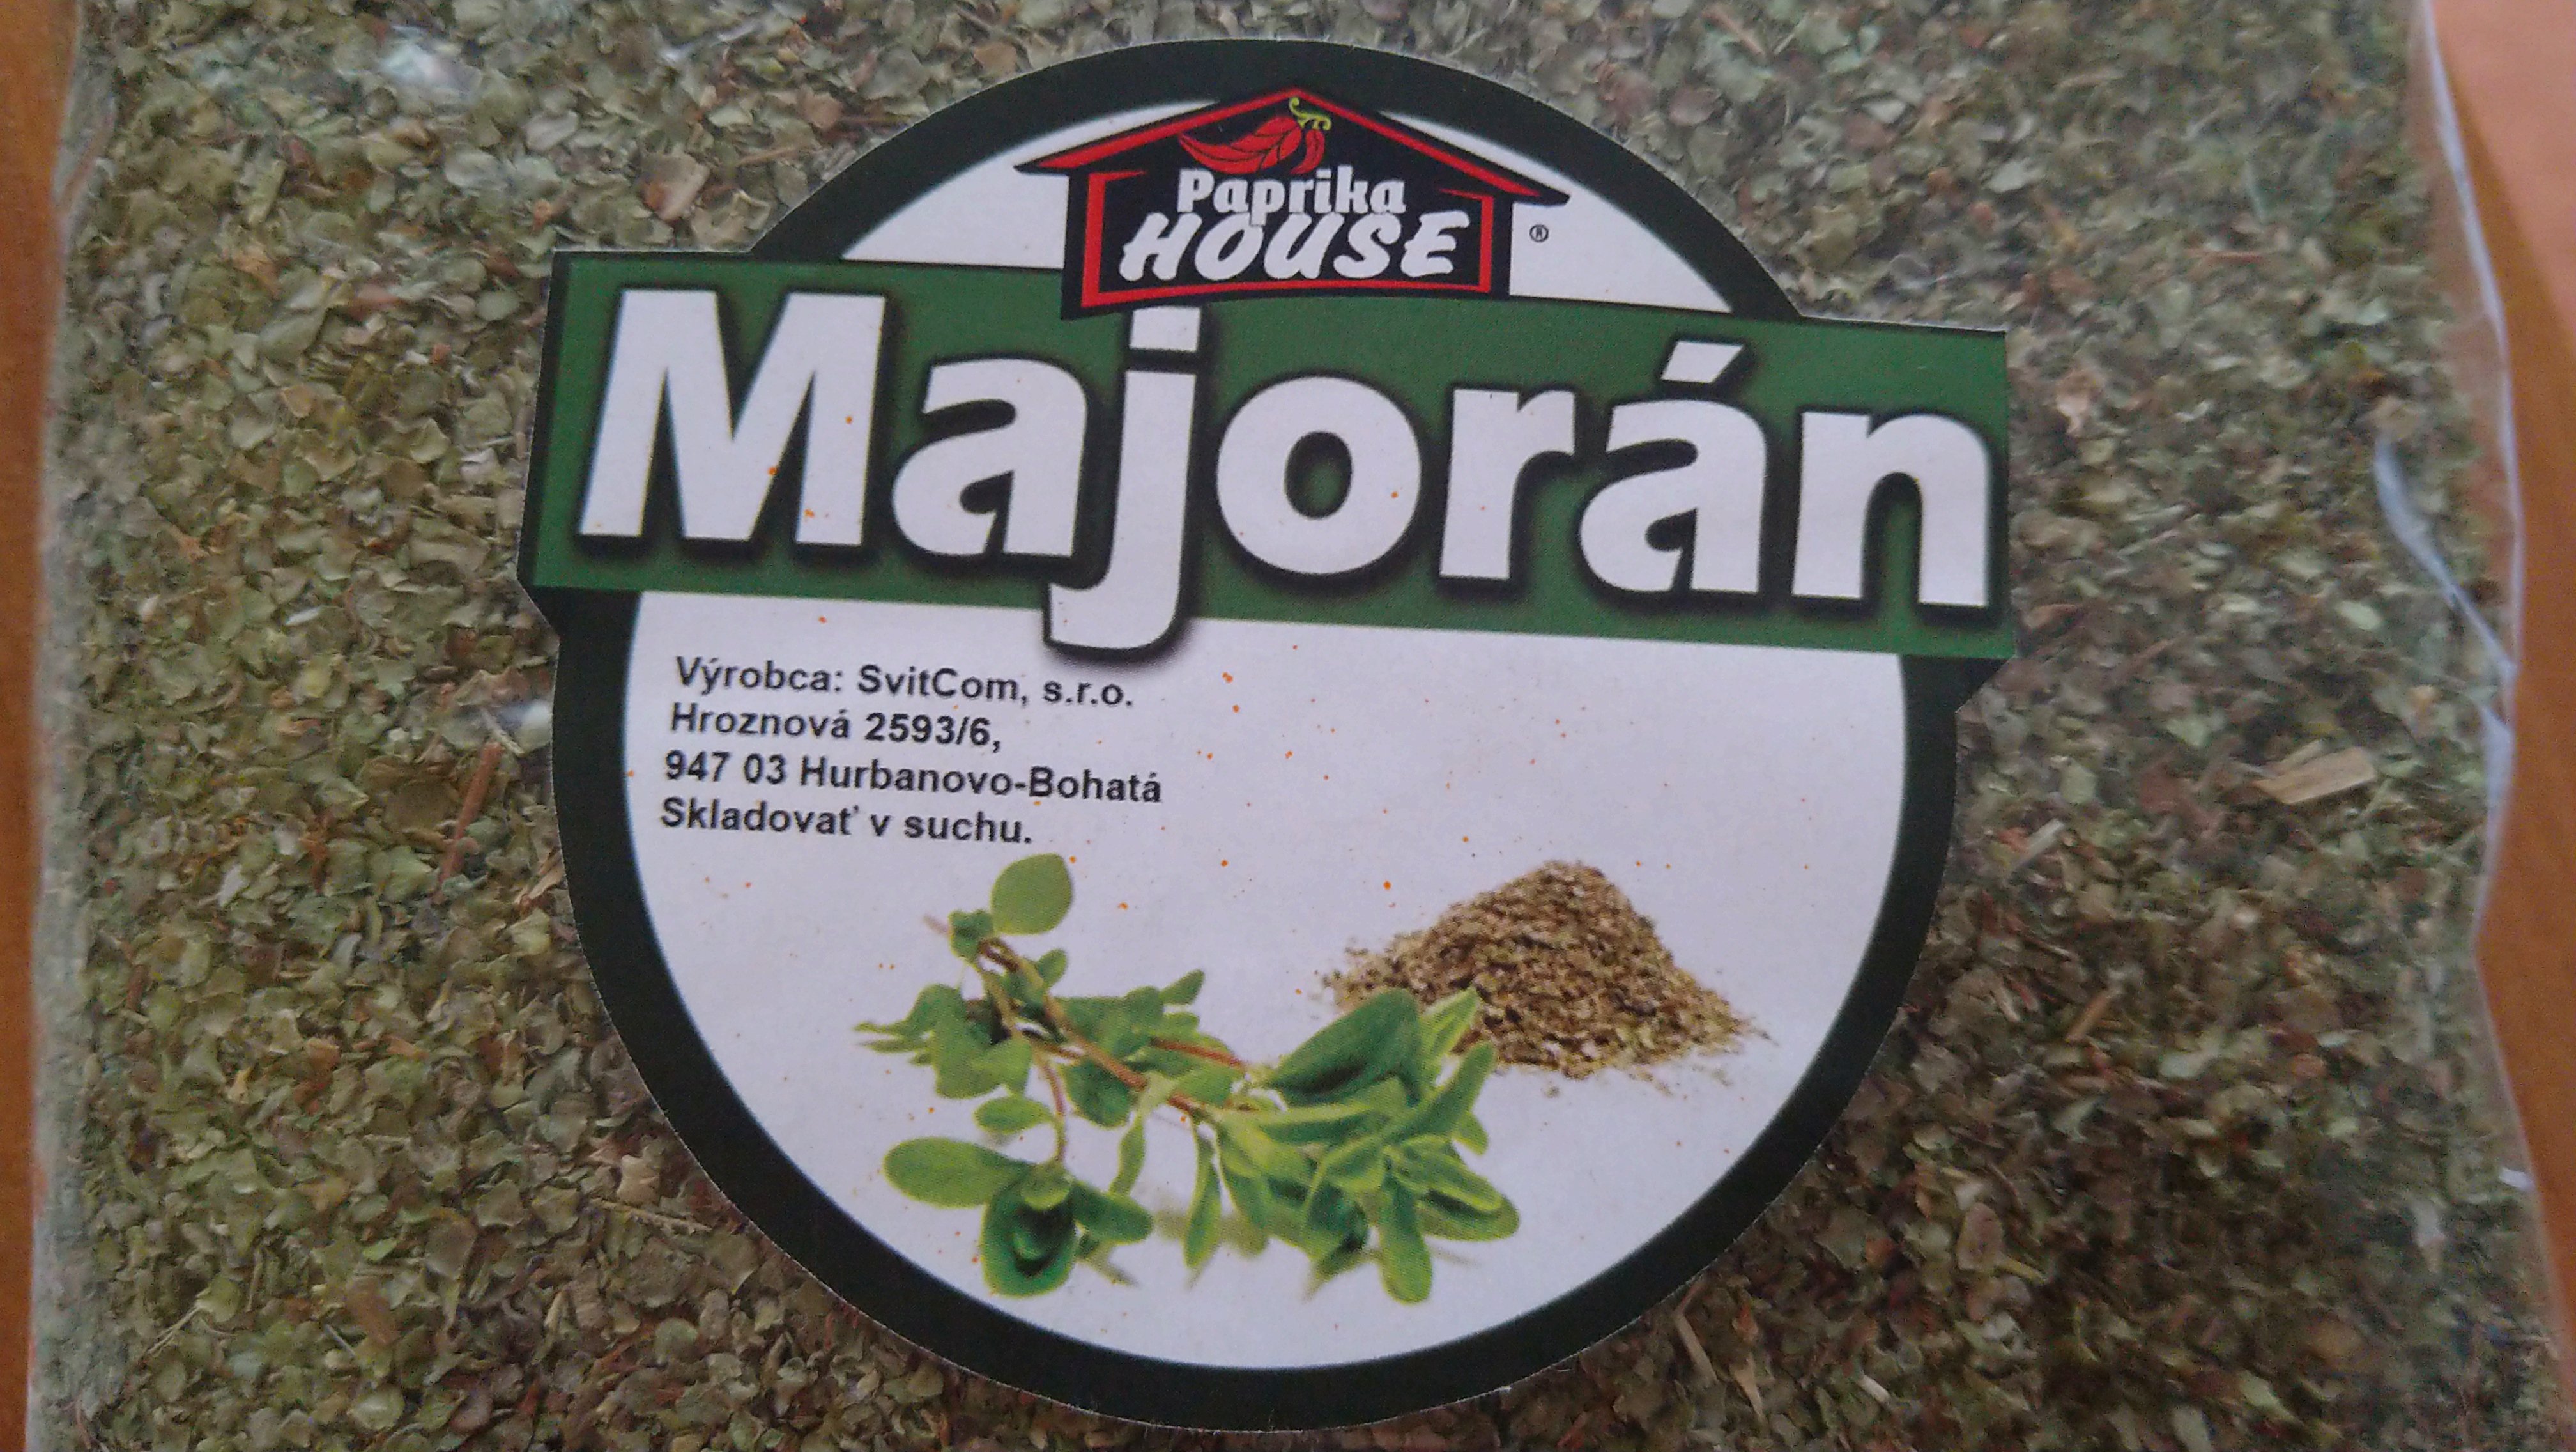 Paprika
HOUSE
®
Majorán
Výrobca: SvitCom, s.r.o.
Hroznová 2593/6,
947 03 Hurbanovo-Bohatá
Skladovať v suchu.